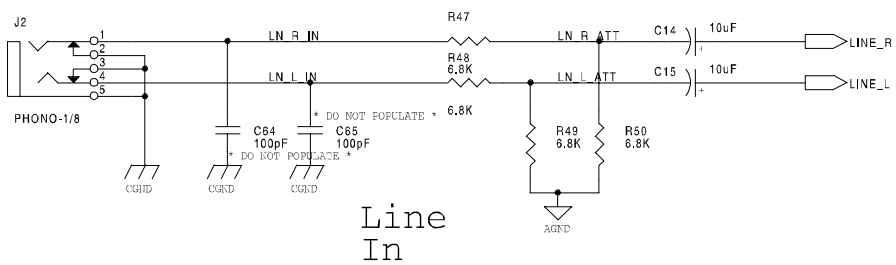 J2
1
2
3
4
5
PHONO-1/8
LN_R_IN
LN_L_IN
R47
R48
6.8K
6.8K
LN_R_ATT
LN_L_ATT
C14
10uF
C15
10uF
+
+
LINE_R
LINE_L
* DO NOT POPULATE *
C64
100pF
* DO NOT POPULATE *
C65
100pF
R49
6.8K
R50
6.8K
CGND
CGND
CGND
AGND
Line
In